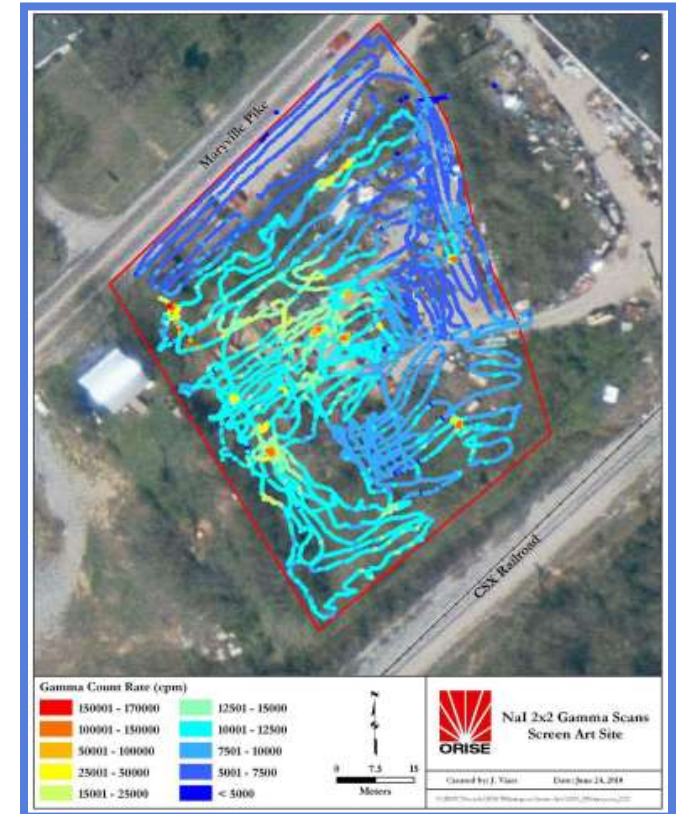 Maryville Pike
CSX Railroad
Gamma Count Rate (cpm)
150001 - 170000
100001 - 150000
50001 - 100000
25001 - 50000
15001 - 25000
12501 - 15000
10001 - 12500
7501 - 10000
5001 - 7500
< 5000
N
0 7.5 15
Meters
ORISE
NaI 2x2 Gamma Scans
Screen Art Site
Created by: J. Viars
Date: June 24, 2010